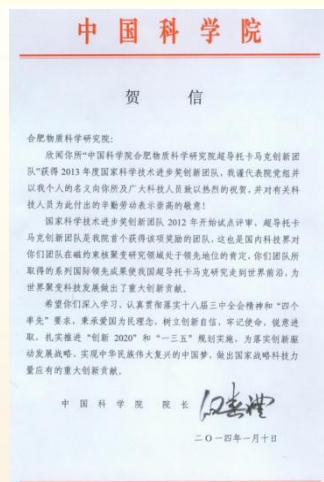 中国科学院
贺信
合肥物质科学研究院:
欣闻你所“中国科学院合肥物质科学研究院超导托卡马克创新团
队”获得 2013 年度国家科学技术进步奖创新团队，我谨代表院党组并
以我个人的名义向你所及广大科技人员致以热烈的祝贺，并对有关科
技人员为此付出的辛勤劳动表示崇高的敬意！
国家科学技术进步奖创新团队 2012 年开始试点评审，超导托卡
马克创新团队是我院首个获得该项奖励的团队，这也是国内科技界对
你们团队在磁约束核聚变研究领域处于领先地位的肯定，你们团队所
取得的系列国际领先成果使我国超导托卡马克研究走到世界前沿，为
世界聚变科技发展做出了重大创新贡献。
希望你们深入学习、认真贯彻落实十八届三中全会精神和“四个
率先”要求，秉承爱国为民理念，树立创新自信，牢记使命，锐意进
取，扎实推进“创新 2020”和“一三五”规划实施，为落实创新驱
动发展战略，实现中华民族伟大复兴的中国梦，做出国家战略科技力
量应有的重大创新贡献。
中国科学院 院长 白春礼
二〇一四年一月十日